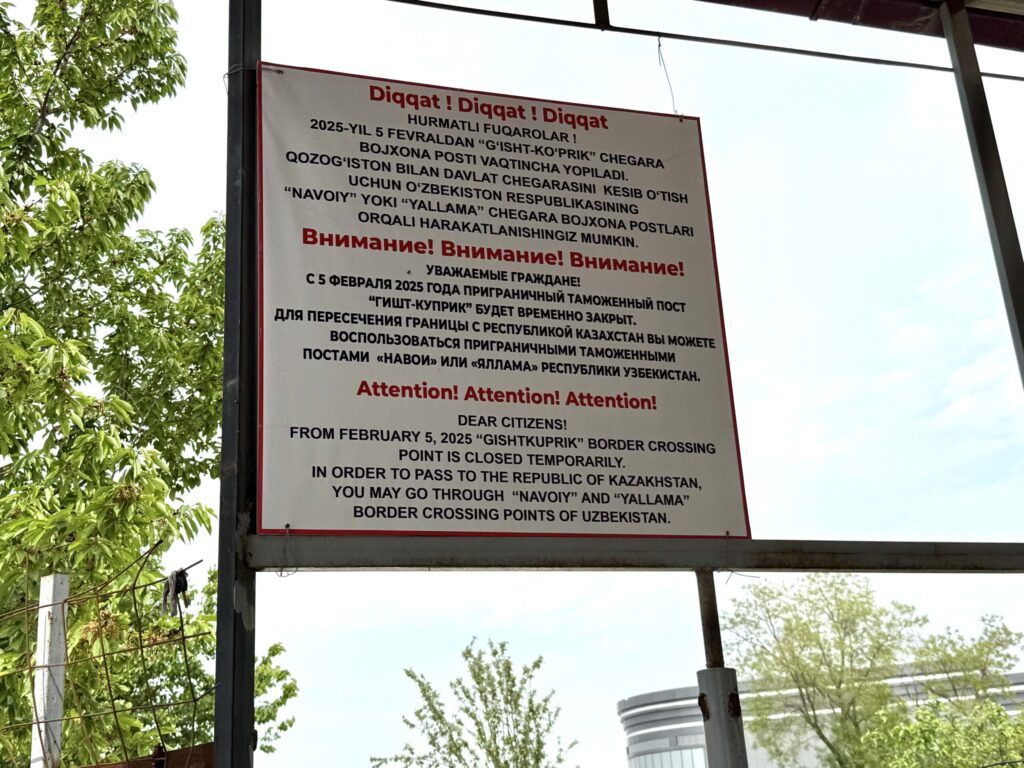 Diqqat ! Diqqat ! Diqqat
HURMATLI FUQAROLAR !
2025-YIL 5 FEVRALDAN “G‘ISHT-KO‘PRIK” CHEGARA
BOJXONA POSTI VAQTINCHA YOPILADI.
QOZOG‘ISTON BILAN DAVLAT CHEGARASINI KESIB O‘TISH
UCHUN O‘ZBEKISTON RESPUBLIKASINING
“NAVOIY” YOKI “YALLAMA” CHEGARA BOJXONA POSTLARI
ORQALI HARAKATLANISHINGIZ MUMKIN.
Внимание! Внимание! Внимание!
УВАЖАЕМЫЕ ГРАЖДАНЕ!
С 5 ФЕВРАЛЯ 2025 ГОДА ПРИГРАНИЧНЫЙ ТАМОЖЕННЫЙ ПОСТ
“ГИШТ-КУПРИК” БУДЕТ ВРЕМЕННО ЗАКРЫТ.
ДЛЯ ПЕРЕСЕЧЕНИЯ ГРАНИЦЫ С РЕСПУБЛИКОЙ КАЗАХСТАН ВЫ МОЖЕТЕ
ВОСПОЛЬЗОВАТЬСЯ ПРИГРАНИЧНЫМИ ТАМОЖЕННЫМИ
ПОСТАМИ «НАВОИ» ИЛИ «ЯЛЛАМА» РЕСПУБЛИКИ УЗБЕКИСТАН.
Attention! Attention! Attention!
DEAR CITIZENS!
FROM FEBRUARY 5, 2025 “GISHTKUPRIK” BORDER CROSSING
POINT IS CLOSED TEMPORARILY.
IN ORDER TO PASS TO THE REPUBLIC OF KAZAKHSTAN,
YOU MAY GO THROUGH “NAVOIY” AND “YALLAMA”
BORDER CROSSING POINTS OF UZBEKISTAN.